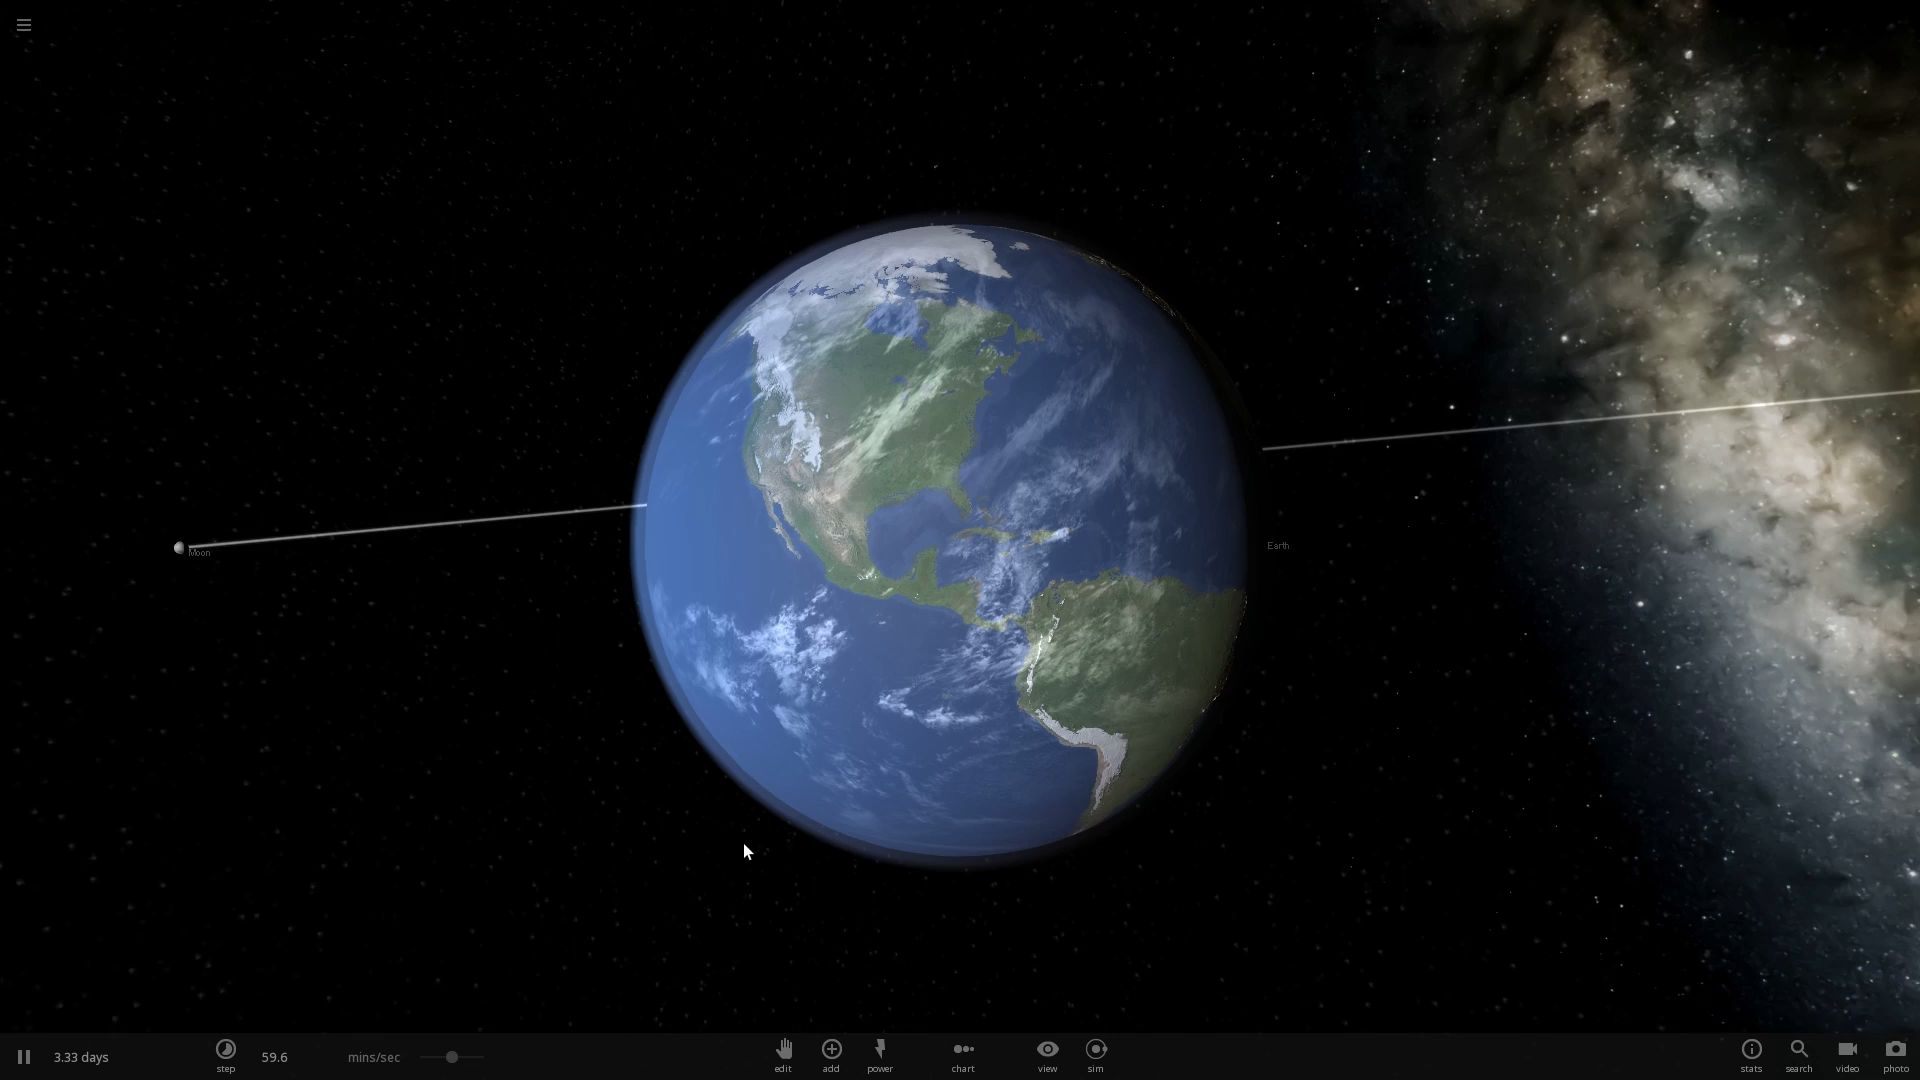 Moon
Earth
3.33 days
step
59.6
mins/sec
edit
add
power
chart
view
sim
stats
search
video
photo